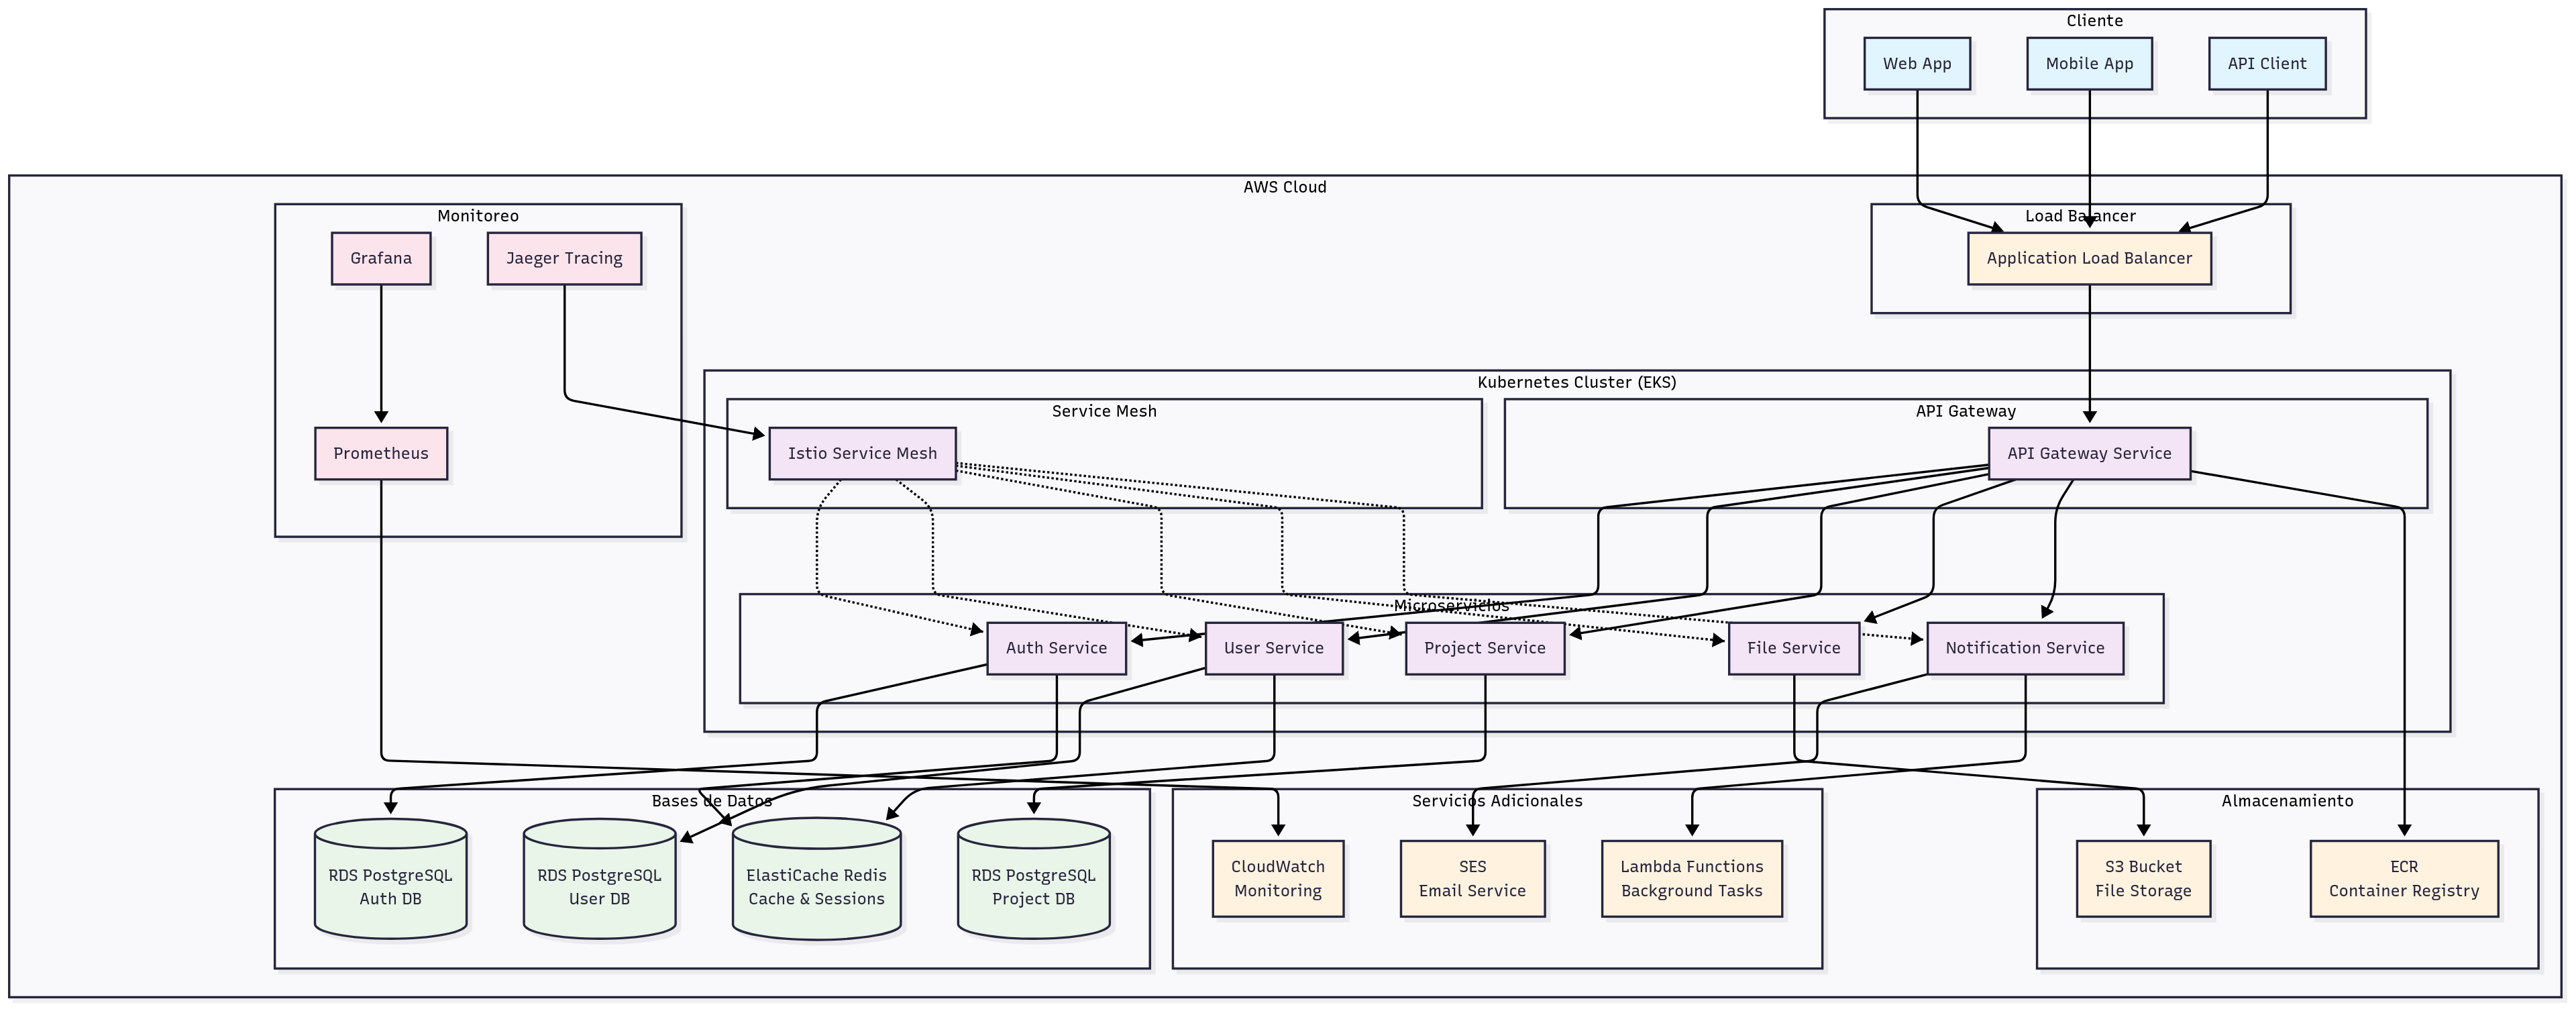 Cliente
Web App
Mobile App
API Client
AWS Cloud
Monitoreo
Grafana
Jaeger Tracing
Prometheus
Load Balancer
Application Load Balancer
Kubernetes Cluster (EKS)
Service Mesh
Istio Service Mesh
API Gateway
API Gateway Service
Microservicios
Auth Service
User Service
Project Service
File Service
Notification Service
Bases de Datos
RDS PostgreSQL
Auth DB
RDS PostgreSQL
User DB
ElastiCache Redis
Cache & Sessions
RDS PostgreSQL
Project DB
Servicios Adicionales
CloudWatch
Monitoring
SES
Email Service
Lambda Functions
Background Tasks
Almacenamiento
S3 Bucket
File Storage
ECR
Container Registry